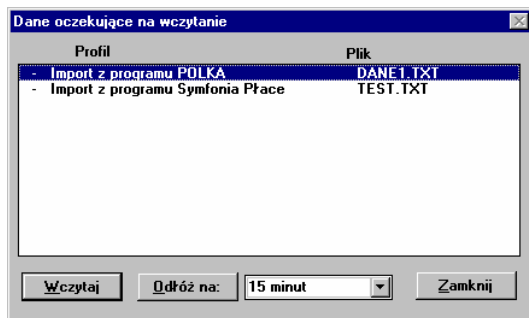 Dane oczekujące na wczytanie
Profil Plik
- Import z programu POLKA DANE1.TXT
- Import z programu Symfonia Płace TEST.TXT
Wczytaj Odłóż na: 15 minut Zamknij